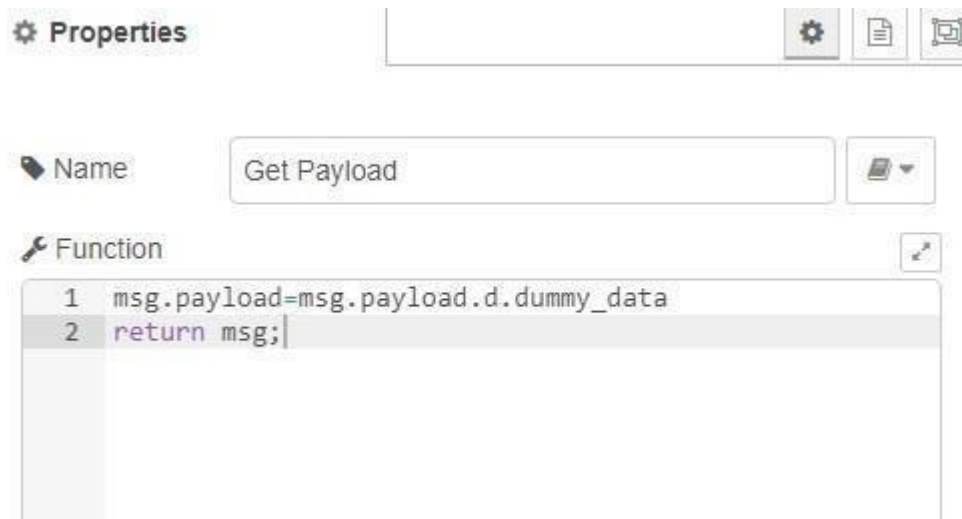 Properties
Name Get Payload
Function
1 msg.payload=msg.payload.d.dummy_data
2 return msg;